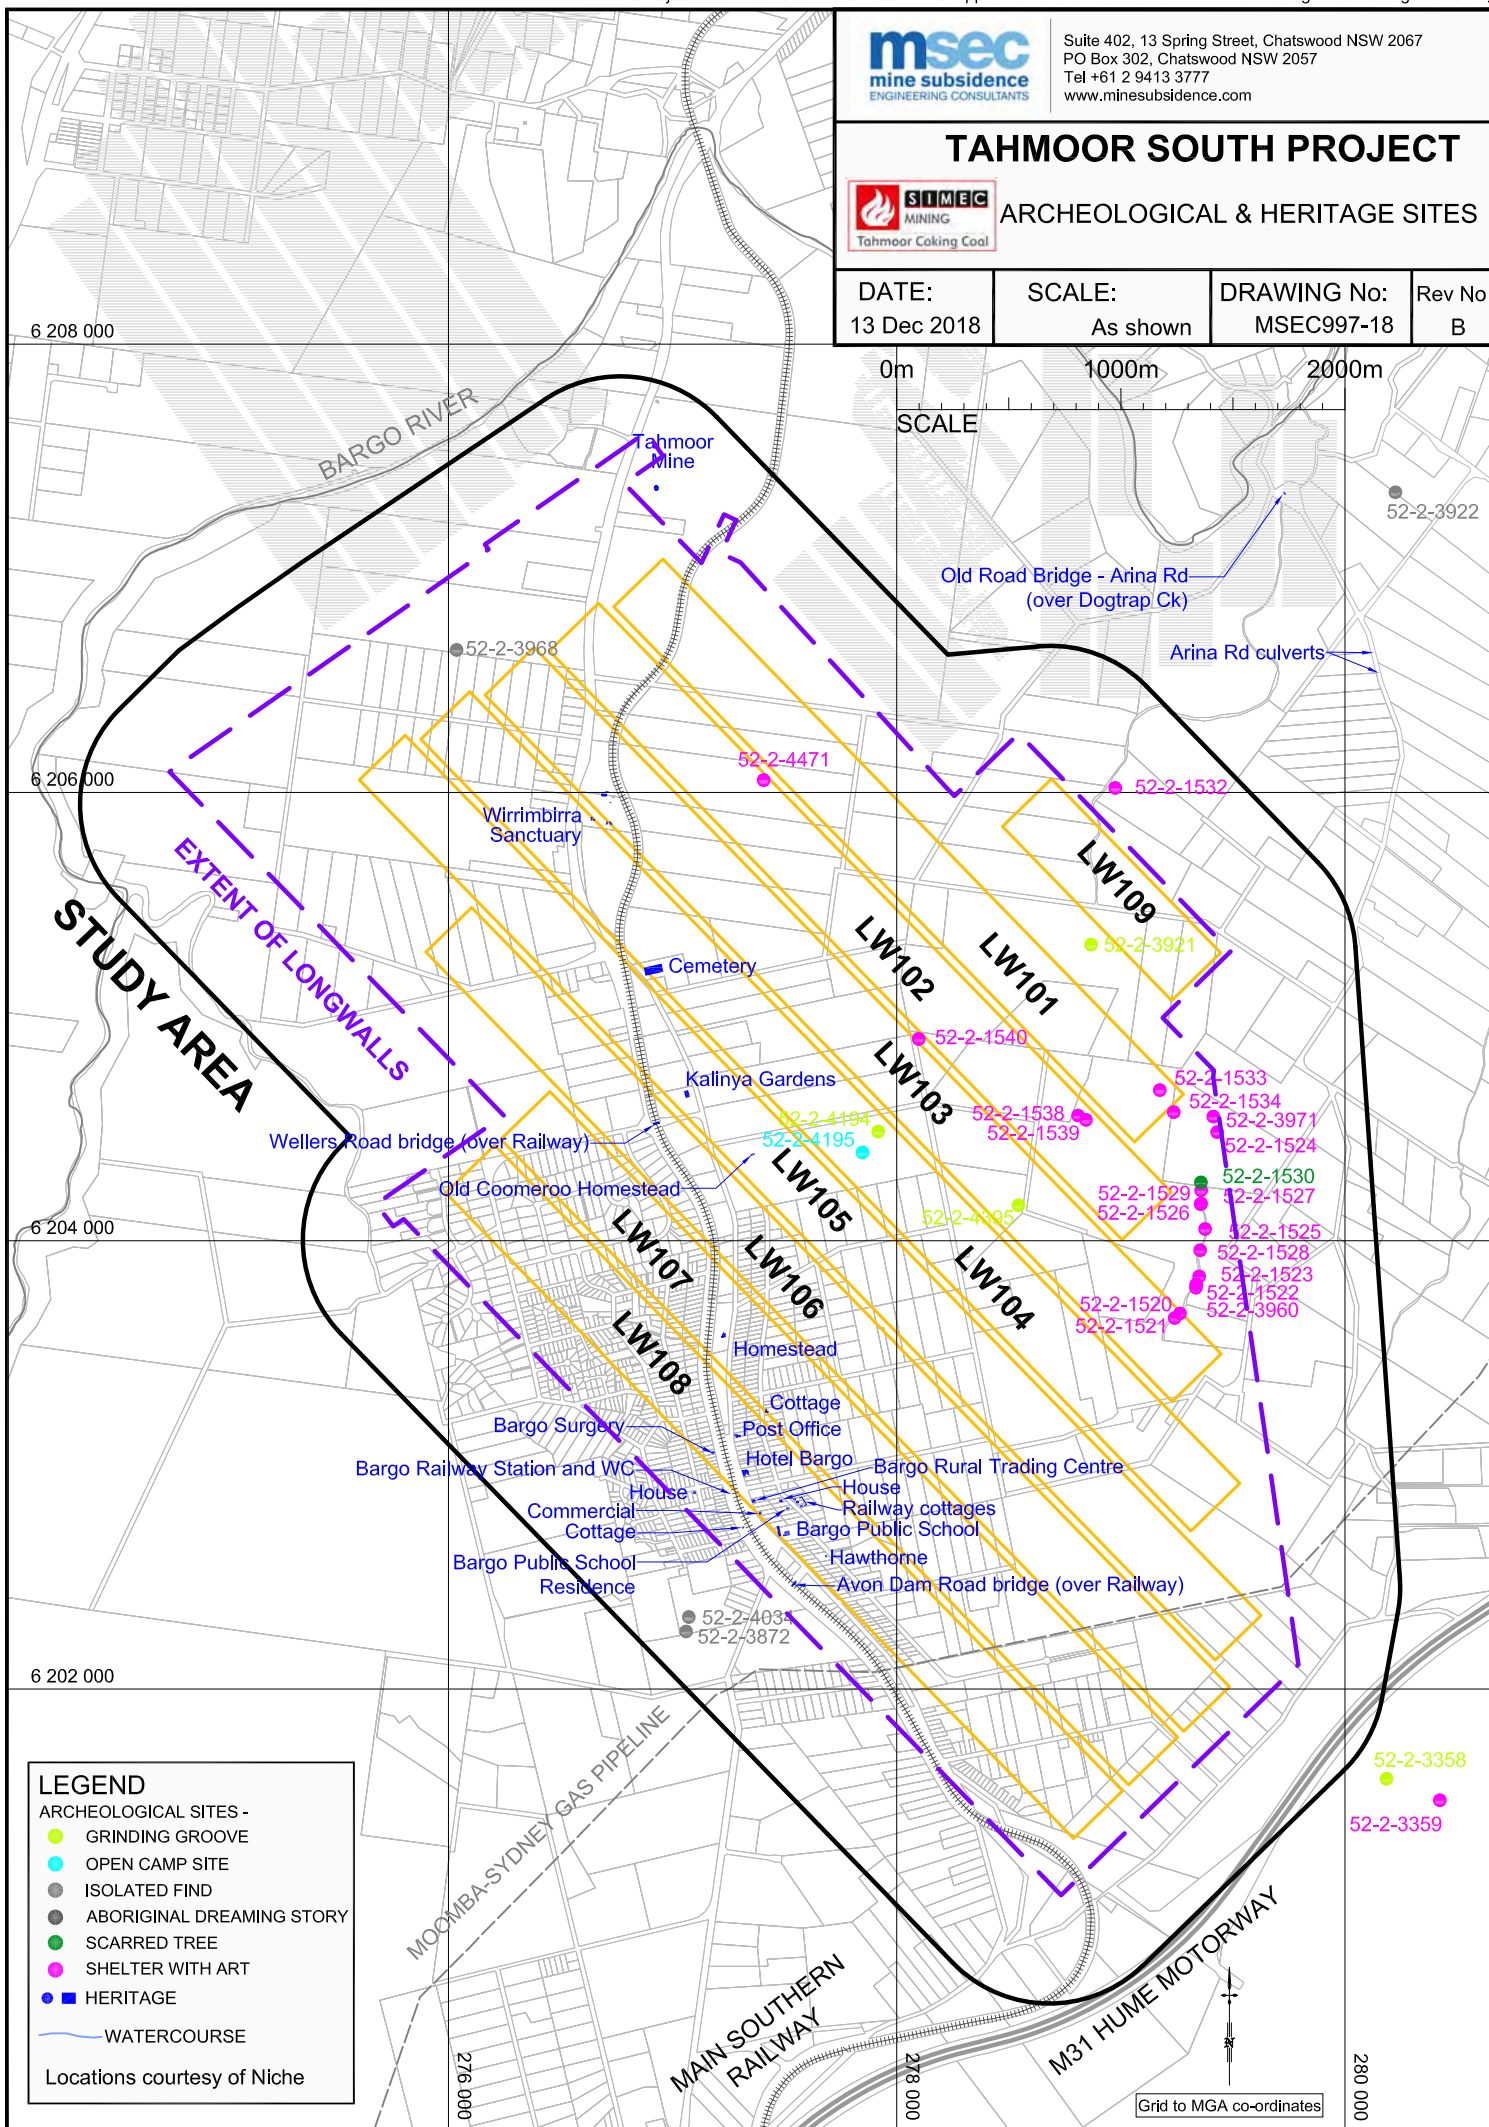 msec
mine subsidence
ENGINEERING CONSULTANTS
Suite 402, 13 Spring Street, Chatswood NSW 2067
PO Box 302, Chatswood NSW 2057
Tel +61 2 9413 3777
www.minesubsidence.com
TAHMOOR SOUTH PROJECT
SIMEC
MINING
Tahmoor Coking Coal
ARCHEOLOGICAL & HERITAGE SITES
DATE:
13 Dec 2018
SCALE:
As shown
DRAWING No:
MSEC997-18
Rev No
B
6 208 000
0m
1000m
2000m
SCALE
BARGO RIVER
Tahmoor
Mine
52-2-3922
Old Road Bridge - Arina Rd
(over Dogtrap Ck)
52-2-3968
Arina Rd culverts
52-2-4471
6 206 000
52-2-1532
Wirrimbirra
Sanctuary
EXTENT OF LONGWALLS
STUDY AREA
LW109
52-2-3921
LW102
LW101
Cemetery
52-2-1540
LW103
Kalinya Gardens
52-2-1533
52-2-1534
52-2-1538
52-2-3971
52-2-4194
52-2-1539
52-2-1524
Wellers Road bridge (over Railway)
52-2-4195
LW105
52-2-1530
Old Coomeroo Homestead
52-2-1529
52-2-1527
52-2-4395
52-2-1526
6 204 000
52-2-1525
LW107
LW106
LW104
52-2-1528
52-2-1523
52-2-1522
52-2-1520
52-2-3960
52-2-1521
LW108
Homestead
Cottage
Bargo Surgery
Post Office
Hotel Bargo
Bargo Railway Station and WC
Bargo Rural Trading Centre
House
House
Commercial
Railway cottages
Cottage
Bargo Public School
Bargo Public School
Residence
Hawthorne
Avon Dam Road bridge (over Railway)
52-2-4034
52-2-3872
6 202 000
MOOMBA-SYDNEY GAS PIPELINE
52-2-3358
52-2-3359
LEGEND
ARCHEOLOGICAL SITES -
GRINDING GROOVE
OPEN CAMP SITE
ISOLATED FIND
ABORIGINAL DREAMING STORY
SCARRED TREE
SHELTER WITH ART
HERITAGE
WATERCOURSE
Locations courtesy of Niche
MAIN SOUTHERN
RAILWAY
M31 HUME MOTORWAY
276 000
278 000
280 000
N
Grid to MGA co-ordinates